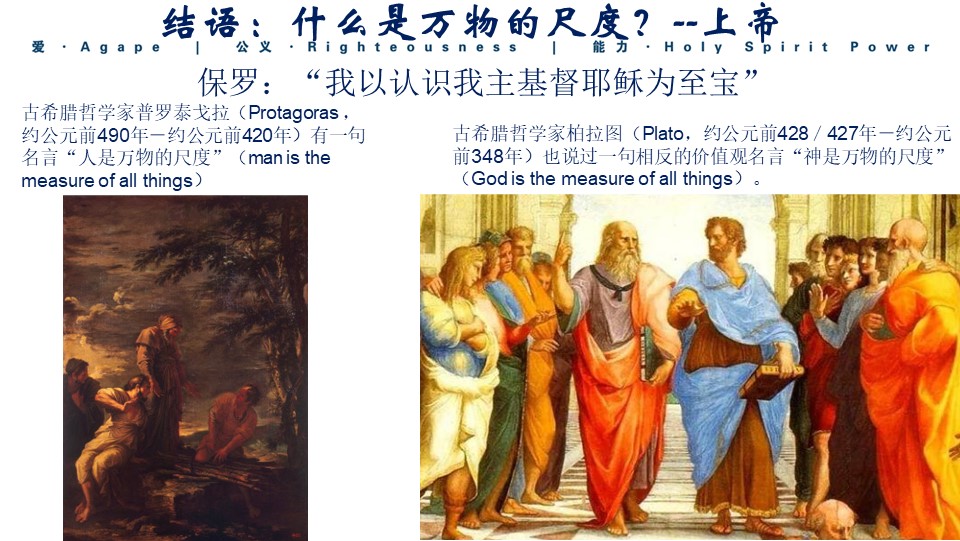 结语：什么是万物的尺度？--上帝
爱 · Agape | 公义 · Righteousness | 能力 · Holy Spirit Power
保罗：“我以认识我主基督耶稣为至宝”
古希腊哲学家普罗泰戈拉（Protagoras，
约公元前490年－约公元前420年）有一句
名言“人是万物的尺度”（man is the
measure of all things）
古希腊哲学家柏拉图（Plato，约公元前428／427年－约公元
前348年）也说过一句相反的价值观名言“神是万物的尺度”
（God is the measure of all things）。